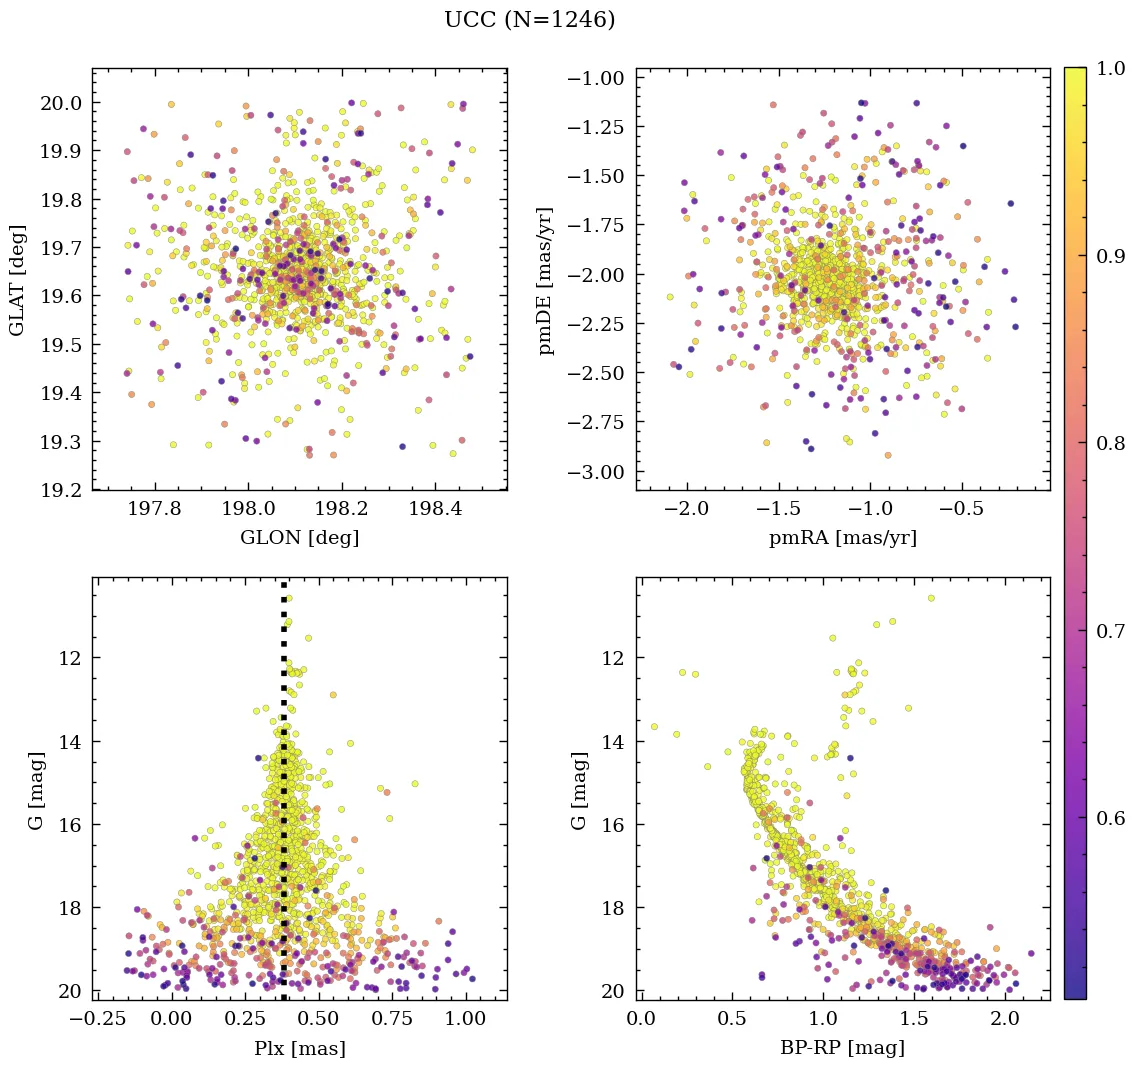 UCC (N=1246)
20.0
19.9
19.8
19.7
19.6
19.5
19.4
19.3
19.2
GLAT [deg]
197.8 198.0 198.2 198.4
GLON [deg]
−1.00
−1.25
−1.50
−1.75
−2.00
−2.25
−2.50
−2.75
−3.00
pmDE [mas/yr]
−2.0 −1.5 −1.0 −0.5
pmRA [mas/yr]
12
14
16
18
20
G [mag]
−0.25 0.00 0.25 0.50 0.75 1.00
Plx [mas]
12
14
16
18
20
G [mag]
0.0 0.5 1.0 1.5 2.0
BP-RP [mag]
1.0
0.9
0.8
0.7
0.6